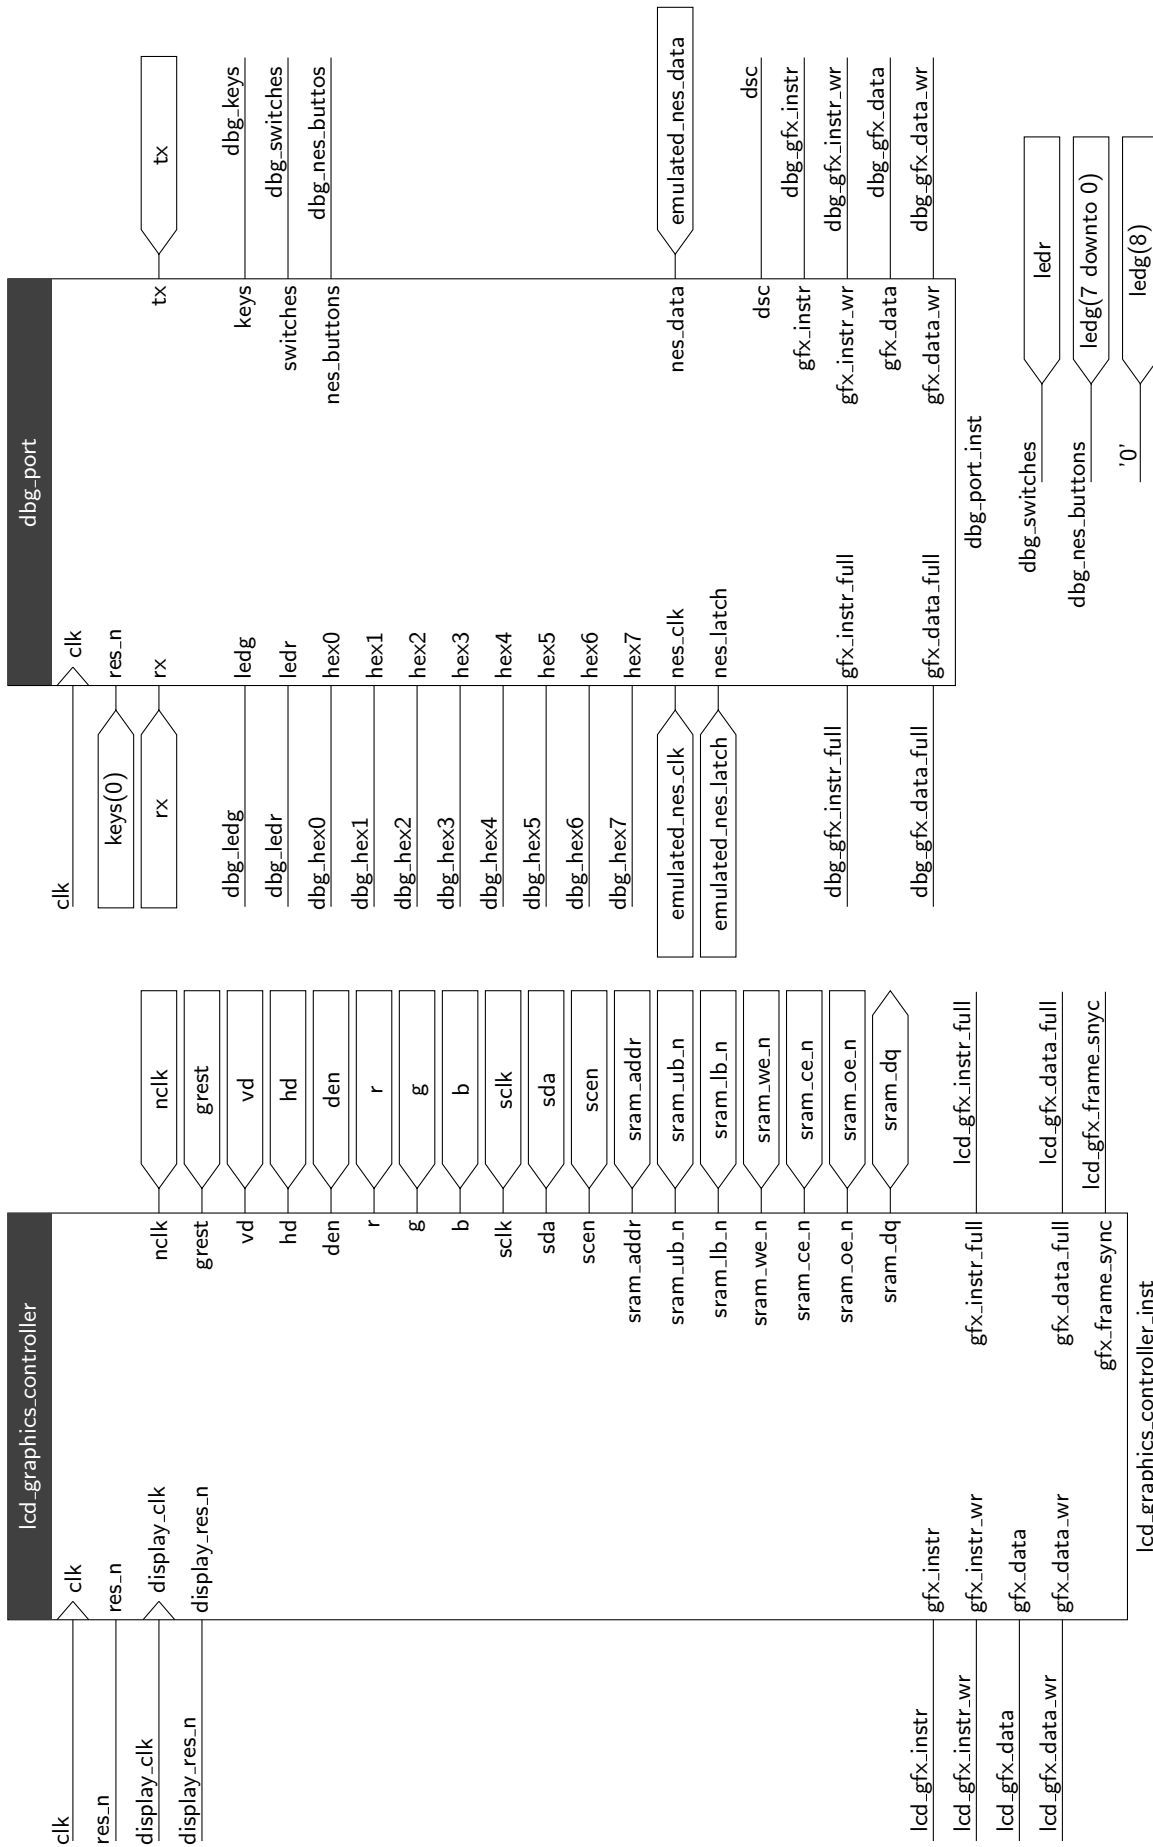 lcd_graphics_controller
clk
clk
res_n
res_n
display_clk
display_clk
display_res_n
display_res_n
lcd_gfx_instr
gfx_instr
lcd_gfx_instr_wr
gfx_instr_wr
lcd_gfx_data
gfx_data
lcd_gfx_data_wr
gfx_data_wr
nclk
nclk
grest
grest
vd
vd
hd
hd
den
den
r
r
g
g
b
b
sclk
sclk
sda
sda
scen
scen
sram_addr
sram_addr
sram_ub_n
sram_ub_n
sram_lb_n
sram_lb_n
sram_we_n
sram_we_n
sram_ce_n
sram_ce_n
sram_oe_n
sram_oe_n
sram_dq
sram_dq
gfx_instr_full
lcd_gfx_instr_full
gfx_data_full
lcd_gfx_data_full
gfx_frame_sync
lcd_gfx_frame_snyc
lcd_graphics_controller_inst
dbg_port
clk
clk
keys(0)
res_n
rx
rx
dbg_ledg
ledg
dbg_ledr
ledr
dbg_hex0
hex0
dbg_hex1
hex1
dbg_hex2
hex2
dbg_hex3
hex3
dbg_hex4
hex4
dbg_hex5
hex5
dbg_hex6
hex6
dbg_hex7
hex7
emulated_nes_clk
nes_clk
emulated_nes_latch
nes_latch
dbg_gfx_instr_full
gfx_instr_full
dbg_gfx_data_full
gfx_data_full
tx
tx
keys
dbg_keys
switches
dbg_switches
nes_buttons
dbg_nes_buttos
nes_data
emulated_nes_data
dsc
dsc
gfx_instr
dbg_gfx_instr
gfx_instr_wr
dbg_gfx_instr_wr
gfx_data
dbg_gfx_data
gfx_data_wr
dbg_gfx_data_wr
dbg_port_inst
dbg_switches
ledr
dbg_nes_buttons
ledg(7 downto 0)
'0'
ledg(8)